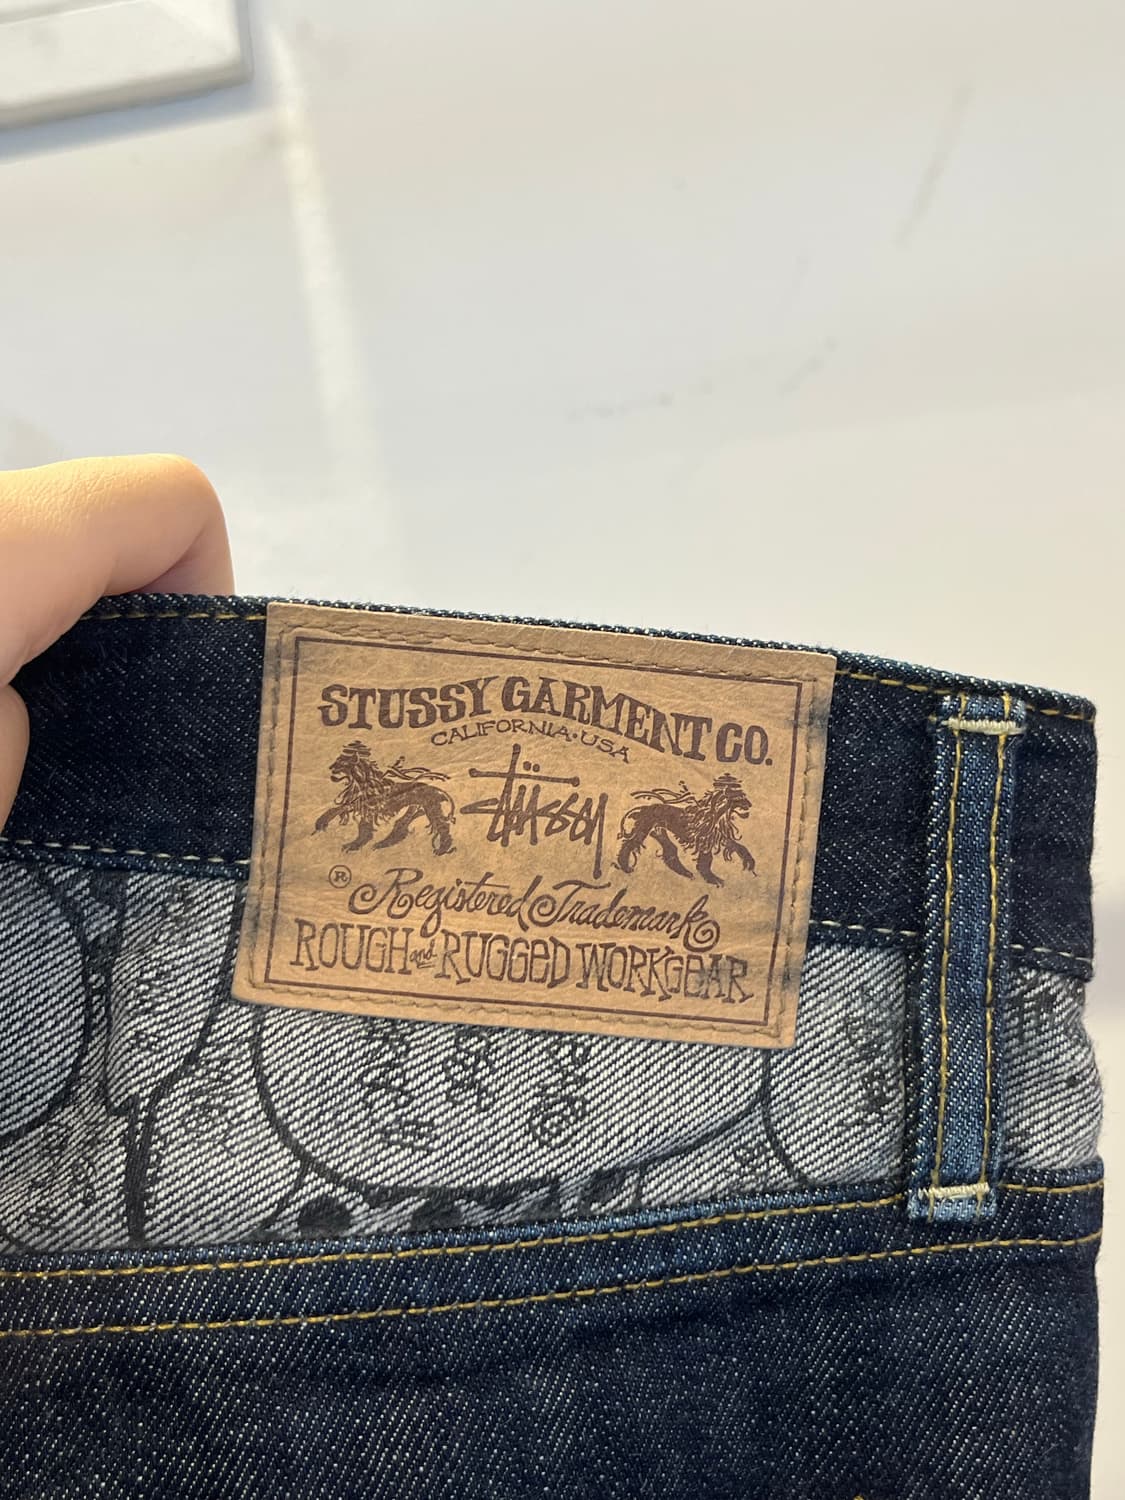 STUSSY GARMENT CO.
CALIFORNIA • USA
Stüssy
® Registered Trademark
ROUGH and RUGGED WORKGEAR